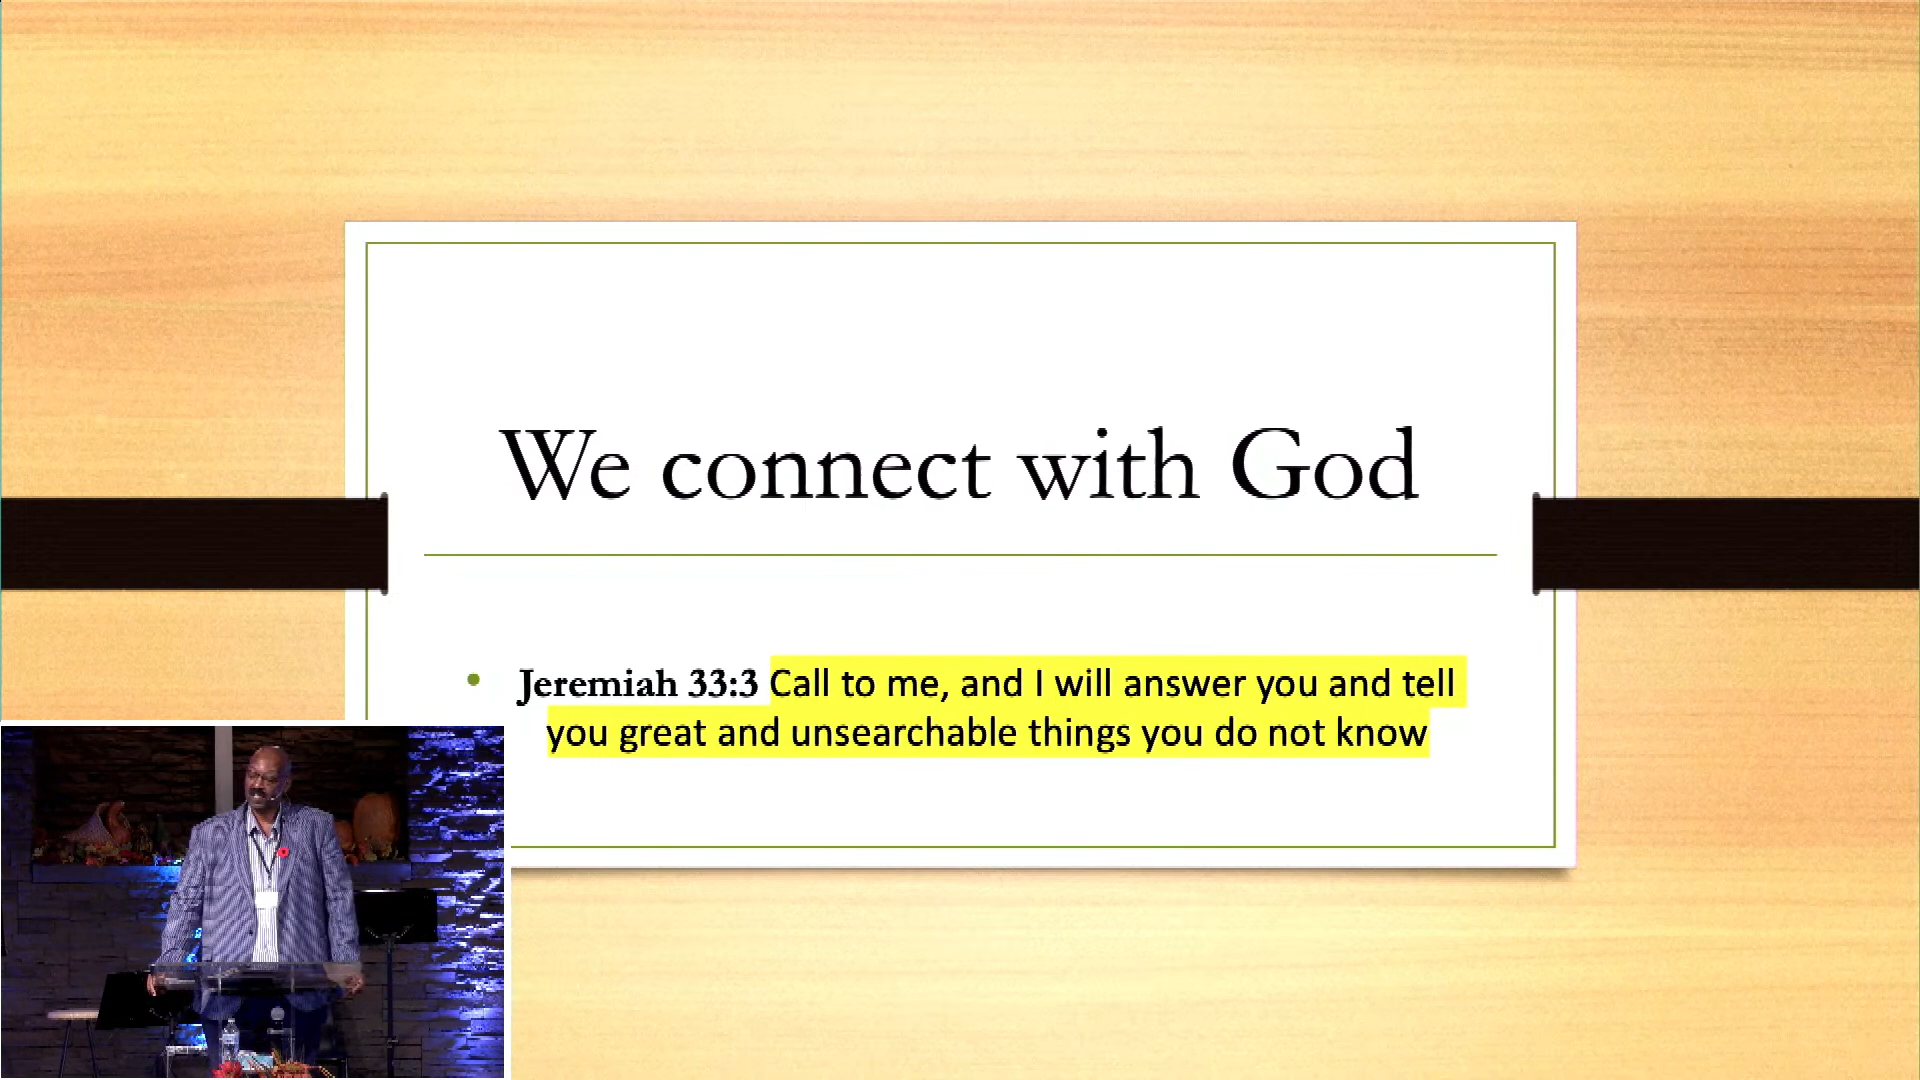 We connect with God
• Jeremiah 33:3 Call to me, and I will answer you and tell
you great and unsearchable things you do not know